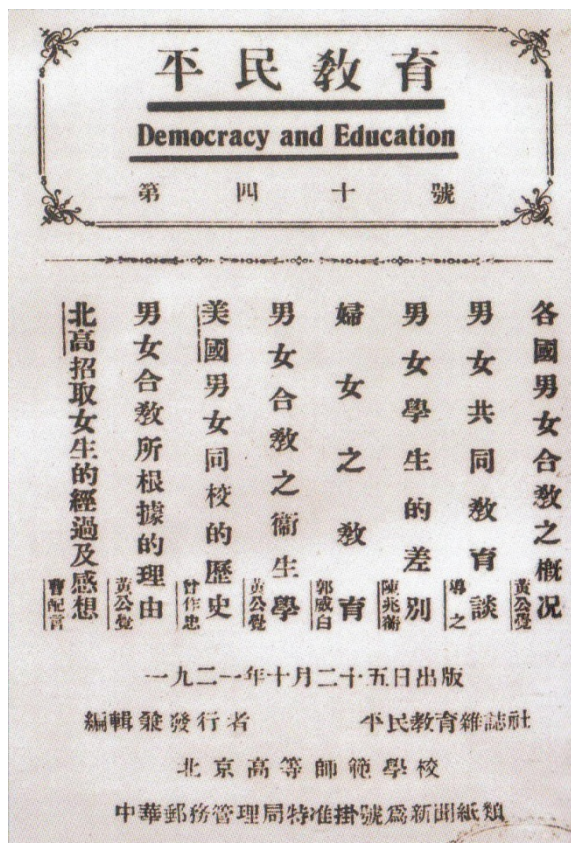 平民教育
Democracy and Education
第四十號
各國男女合教之概况
黃公覺
男女共同教育談
導之
男女學生的差別
陳兆蘅
婦女之教育
郭威白
男女合教之衞生學
黃公覺
美國男女同校的歷史
曾作忠
男女合教所根據的理由
黃公覺
北高招取女生的經過及感想
曹配言
一九二一年十月二十五日出版
編輯兼發行者 平民教育雜誌社
北京高等師範學校
中華郵務管理局特准掛號爲新聞紙類